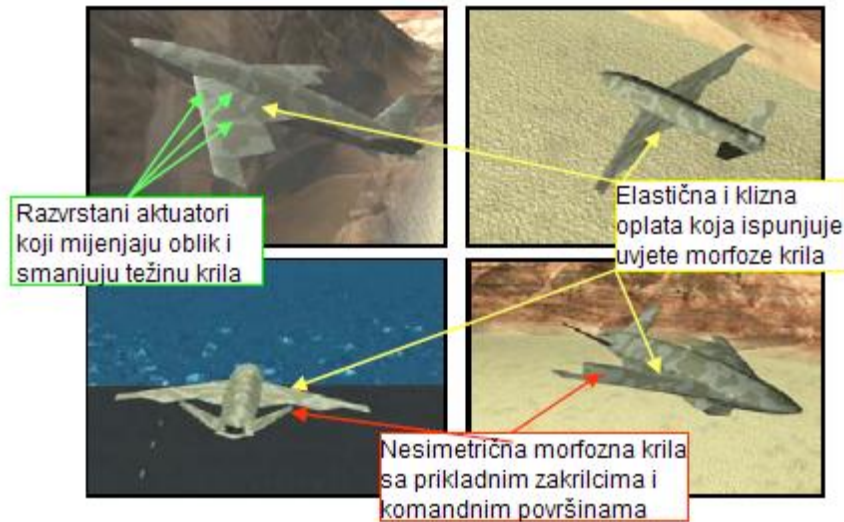 Razvrstani aktuatori
koji mijenjaju oblik i
smanjuju težinu krila
Elastična i klizna
oplata koja ispunjuje
uvjete morfoze krila
Nesimetrična morfozna krila
sa prikladnim zakrilcima i
komandnim površinama